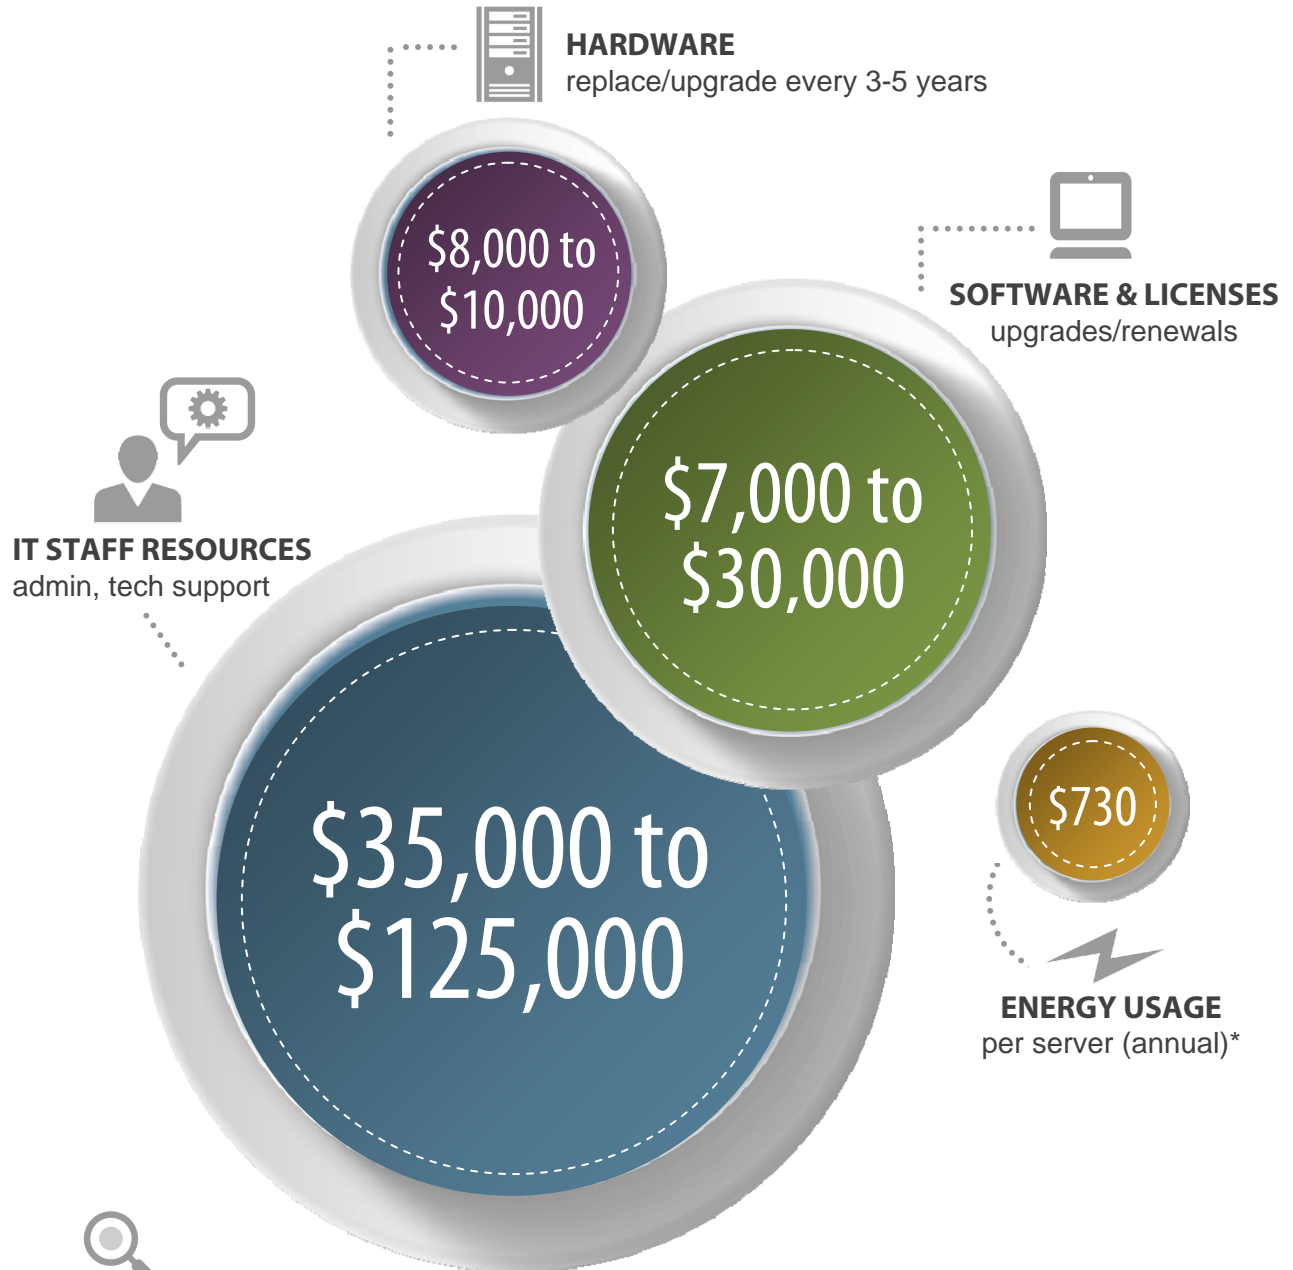 HARDWARE
replace/upgrade every 3-5 years
$8,000 to
$10,000
SOFTWARE & LICENSES
upgrades/renewals
$7,000 to
$30,000
IT STAFF RESOURCES
admin, tech support
$35,000 to
$125,000
$730
ENERGY USAGE
per server (annual)*